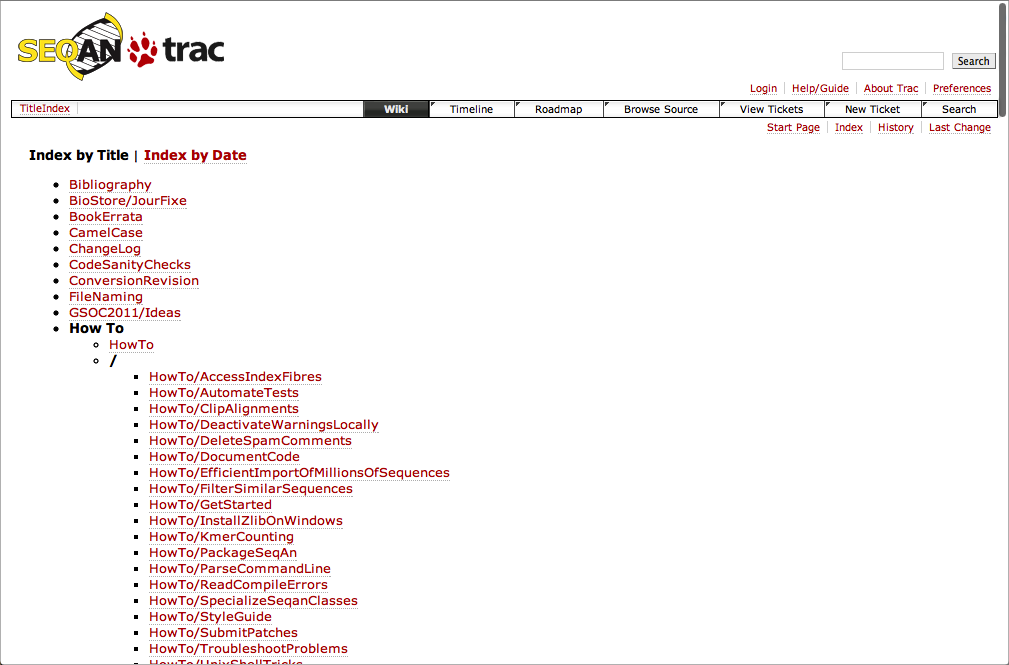 SEQAN trac
Search
Login Help/Guide About Trac Preferences
TitleIndex Wiki Timeline Roadmap Browse Source View Tickets New Ticket Search
Start Page Index History Last Change
Index by Title | Index by Date
Bibliography
BioStore/JourFixe
BookErrata
CamelCase
ChangeLog
CodeSanityChecks
ConversionRevision
FileNaming
GSOC2011/Ideas
How To
HowTo
/
HowTo/AccessIndexFibres
HowTo/AutomateTests
HowTo/ClipAlignments
HowTo/DeactivateWarningsLocally
HowTo/DeleteSpamComments
HowTo/DocumentCode
HowTo/EfficientImportOfMillionsOfSequences
HowTo/FilterSimilarSequences
HowTo/GetStarted
HowTo/InstallZlibOnWindows
HowTo/KmerCounting
HowTo/PackageSeqAn
HowTo/ParseCommandLine
HowTo/ReadCompileErrors
HowTo/SpecializeSeqanClasses
HowTo/StyleGuide
HowTo/SubmitPatches
HowTo/TroubleshootProblems
HowTo/UnixShellTricks